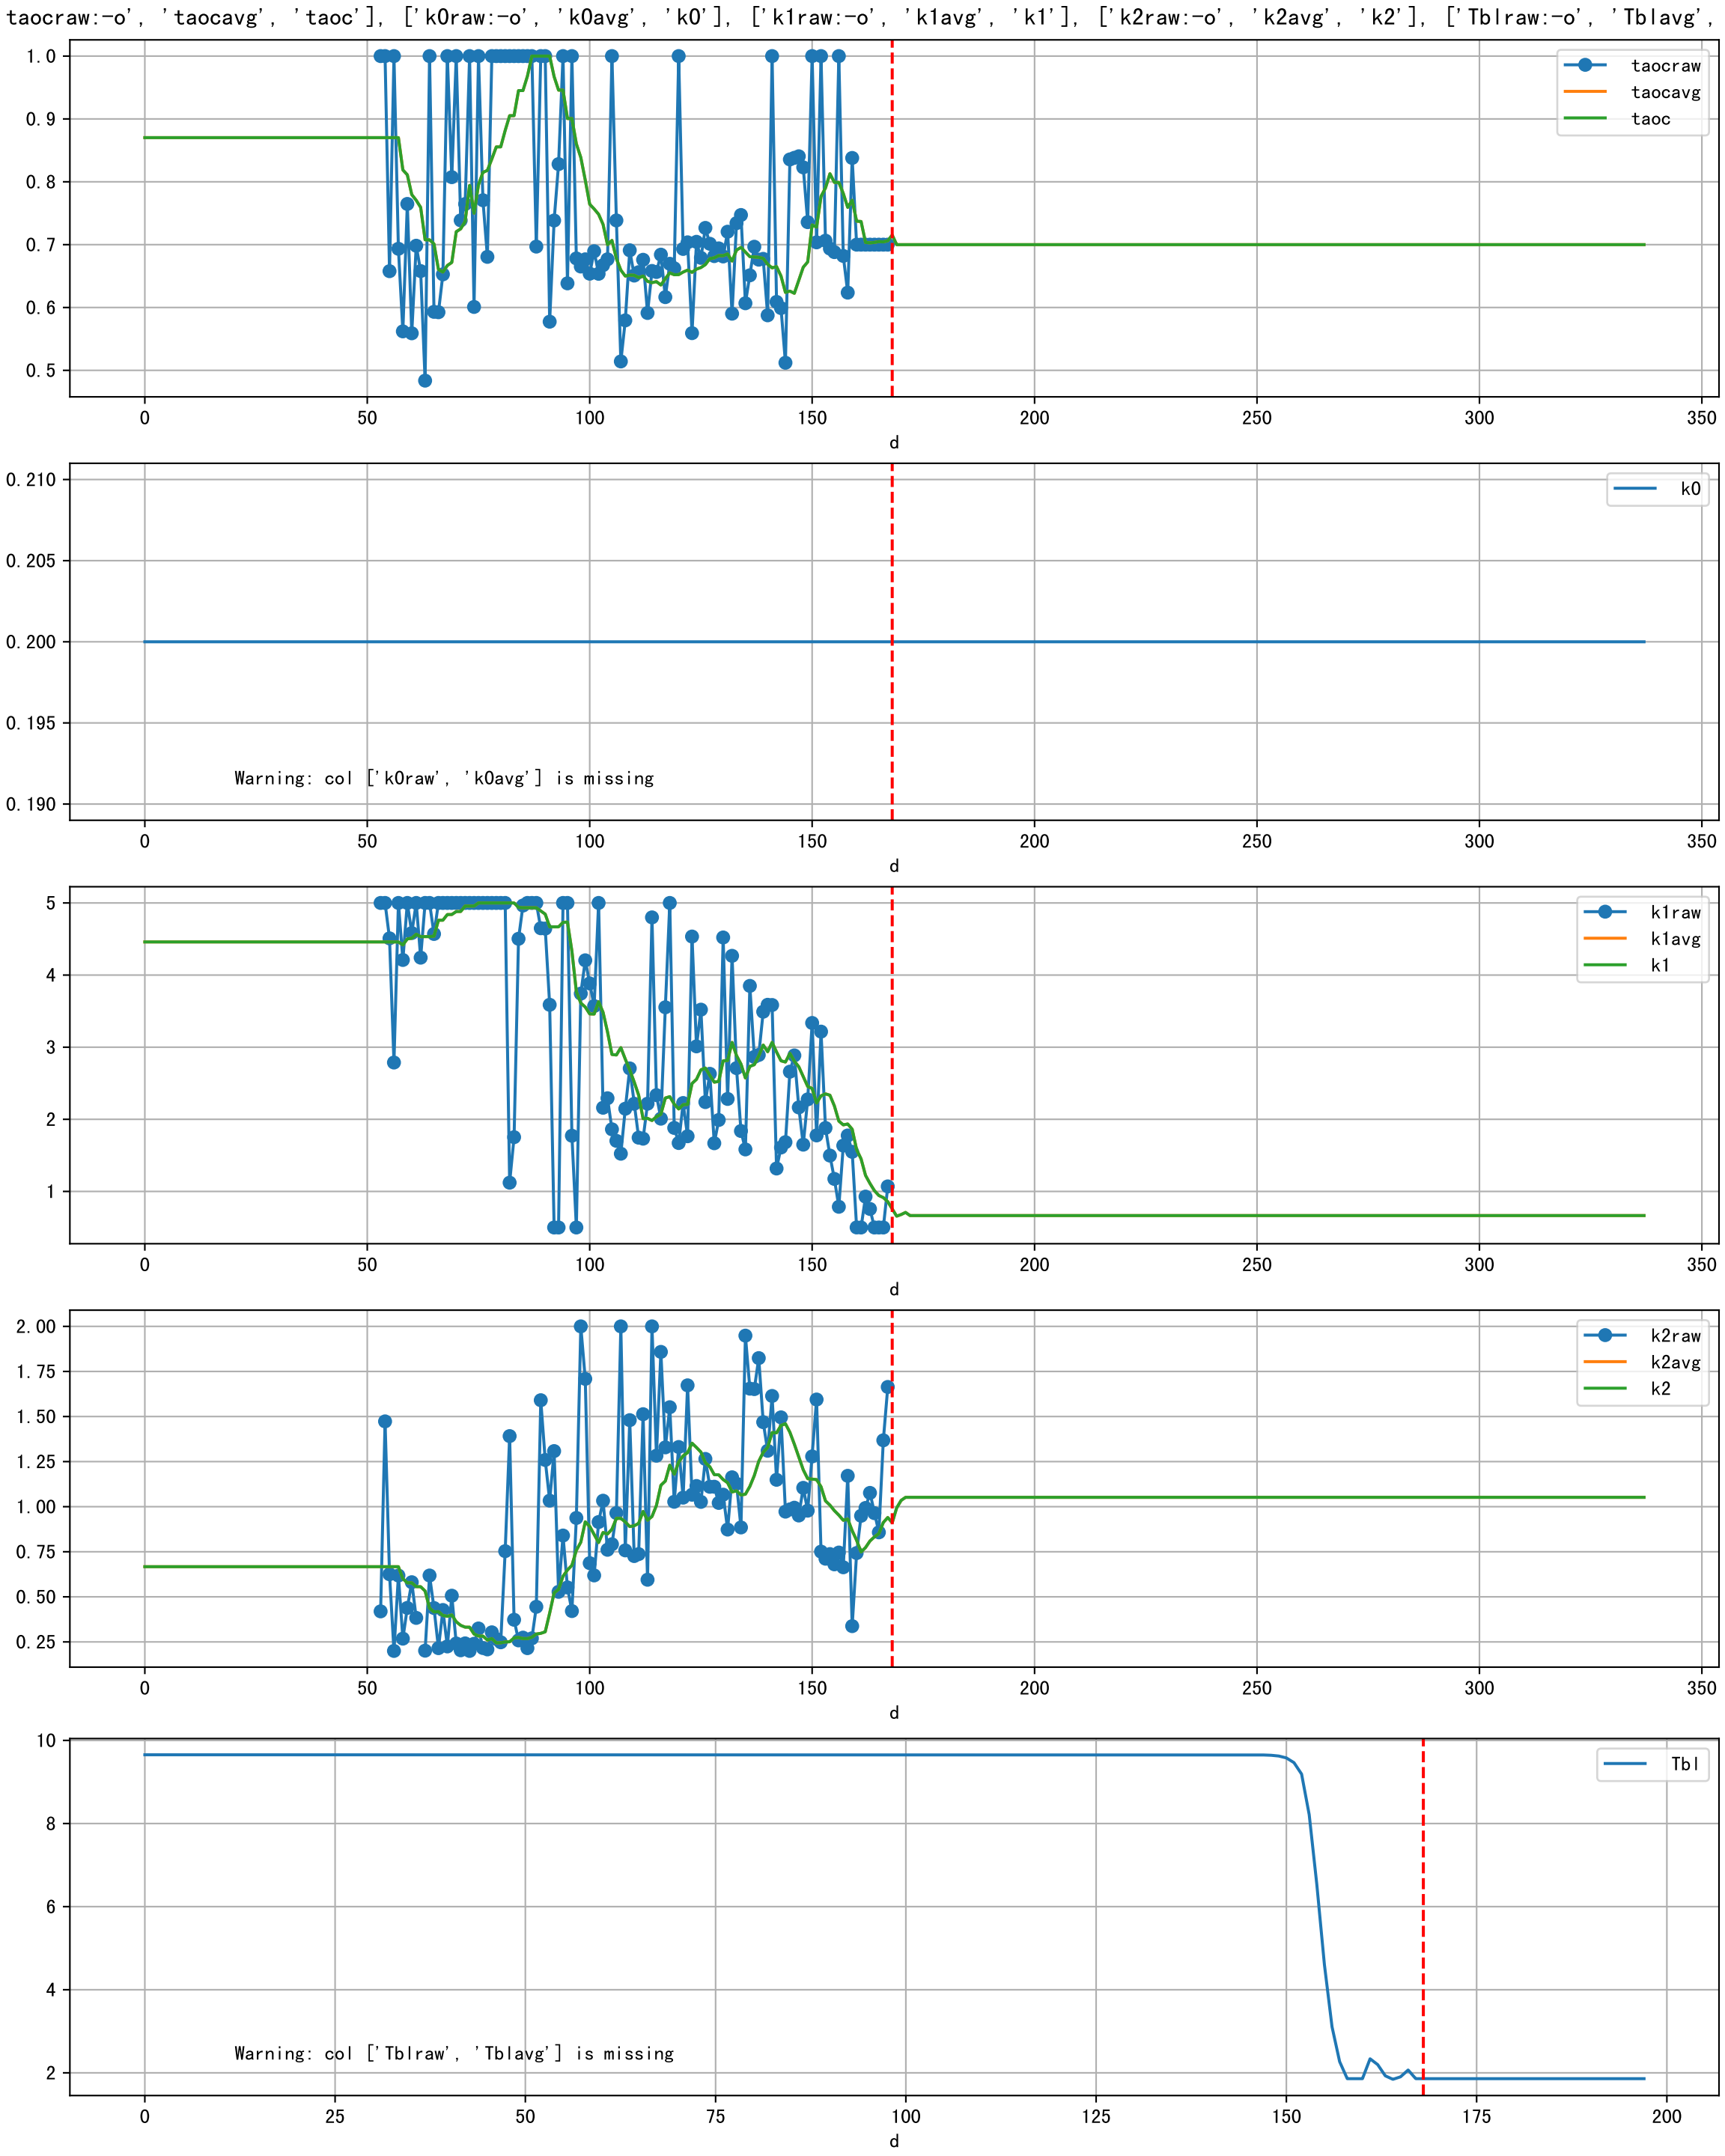 taocraw:-o', 'taocavg', 'taoc'], ['k0raw:-o', 'k0avg', 'k0'], ['k1raw:-o', 'k1avg', 'k1'], ['k2raw:-o', 'k2avg', 'k2'], ['Tblraw:-o', 'Tblavg',
1.0
0.9
0.8
0.7
0.6
0.5
taocraw
taocavg
taoc
0 50 100 150 200 250 300 350
d
0.210
0.205
0.200
0.195
0.190
k0
Warning: col ['k0raw', 'k0avg'] is missing
0 50 100 150 200 250 300 350
d
5
4
3
2
1
k1raw
k1avg
k1
0 50 100 150 200 250 300 350
d
2.00
1.75
1.50
1.25
1.00
0.75
0.50
0.25
k2raw
k2avg
k2
0 50 100 150 200 250 300 350
d
10
8
6
4
2
Tbl
Warning: col ['Tblraw', 'Tblavg'] is missing
0 25 50 75 100 125 150 175 200
d